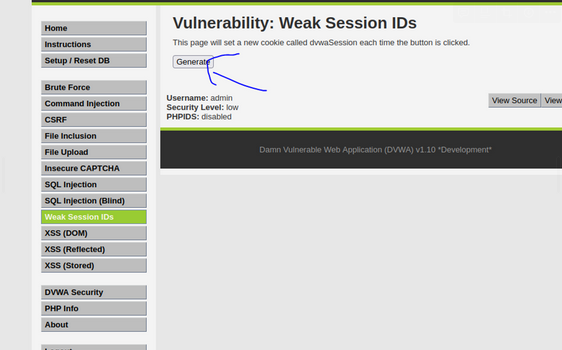 Home
Instructions
Setup / Reset DB
Brute Force
Command Injection
CSRF
File Inclusion
File Upload
Insecure CAPTCHA
SQL Injection
SQL Injection (Blind)
Weak Session IDs
XSS (DOM)
XSS (Reflected)
XSS (Stored)
DVWA Security
PHP Info
About
Vulnerability: Weak Session IDs
This page will set a new cookie called dvwaSession each time the button is clicked.
Generate
Username: admin
Security Level: low
PHPIDS: disabled
View Source View
Damn Vulnerable Web Application (DVWA) v1.10 *Development*